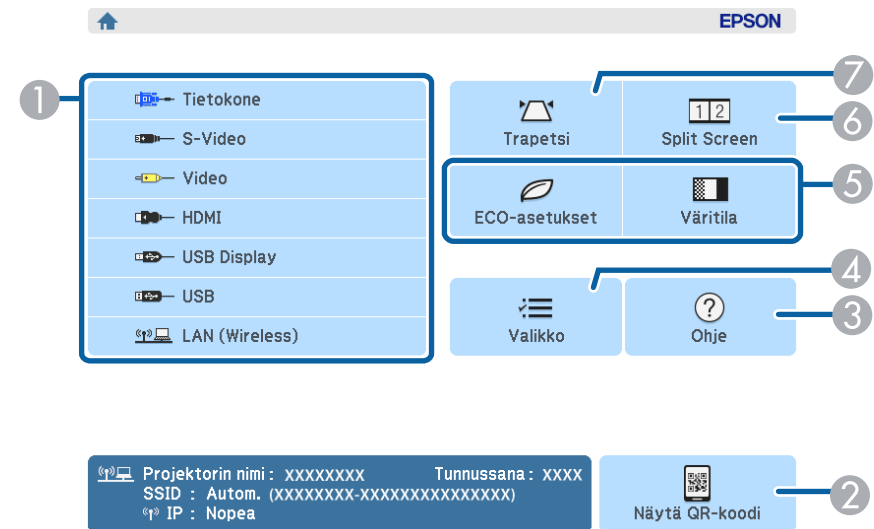 EPSON
1
Tietokone
S-Video
Video
HDMI
USB Display
USB
LAN (Wireless)
7
Trapetsi
1 2
Split Screen
6
ECO-asetukset
Väritila
5
4
Valikko
Ohje
3
Projektorin nimi : XXXXXXXX Tunnussana : XXXX
SSID : Autom. (XXXXXXXX-XXXXXXXXXXXXXXX)
IP : Nopea
Näytä QR-koodi
2